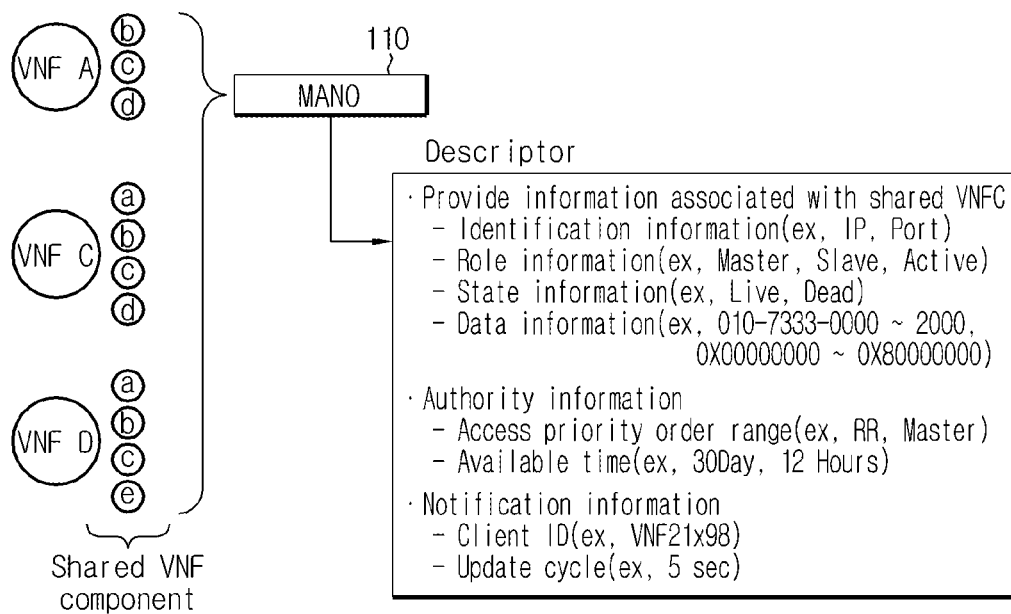 VNF A
b
c
d
VNF C
a
b
c
d
VNF D
a
b
c
e
Shared VNF
component
110
MANO
Descriptor
· Provide information associated with shared VNFC
- Identification information(ex, IP, Port)
- Role information(ex, Master, Slave, Active)
- State information(ex, Live, Dead)
- Data information(ex, 010-7333-0000 ~ 2000,
0X00000000 ~ 0X80000000)
· Authority information
- Access priority order range(ex, RR, Master)
- Available time(ex, 30Day, 12 Hours)
· Notification information
- Client ID(ex, VNF21x98)
- Update cycle(ex, 5 sec)